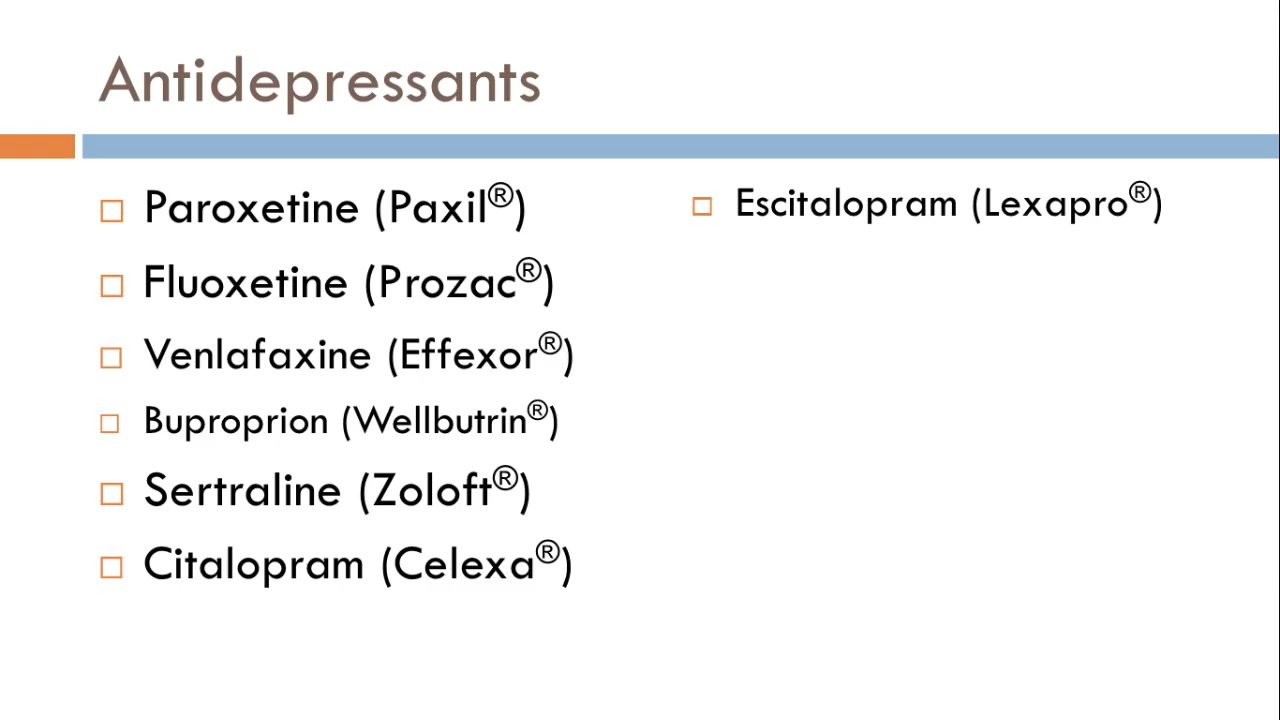 Antidepressants
Paroxetine (Paxil®)
Fluoxetine (Prozac®)
Venlafaxine (Effexor®)
Buproprion (Wellbutrin®)
Sertraline (Zoloft®)
Citalopram (Celexa®)
Escitalopram (Lexapro®)